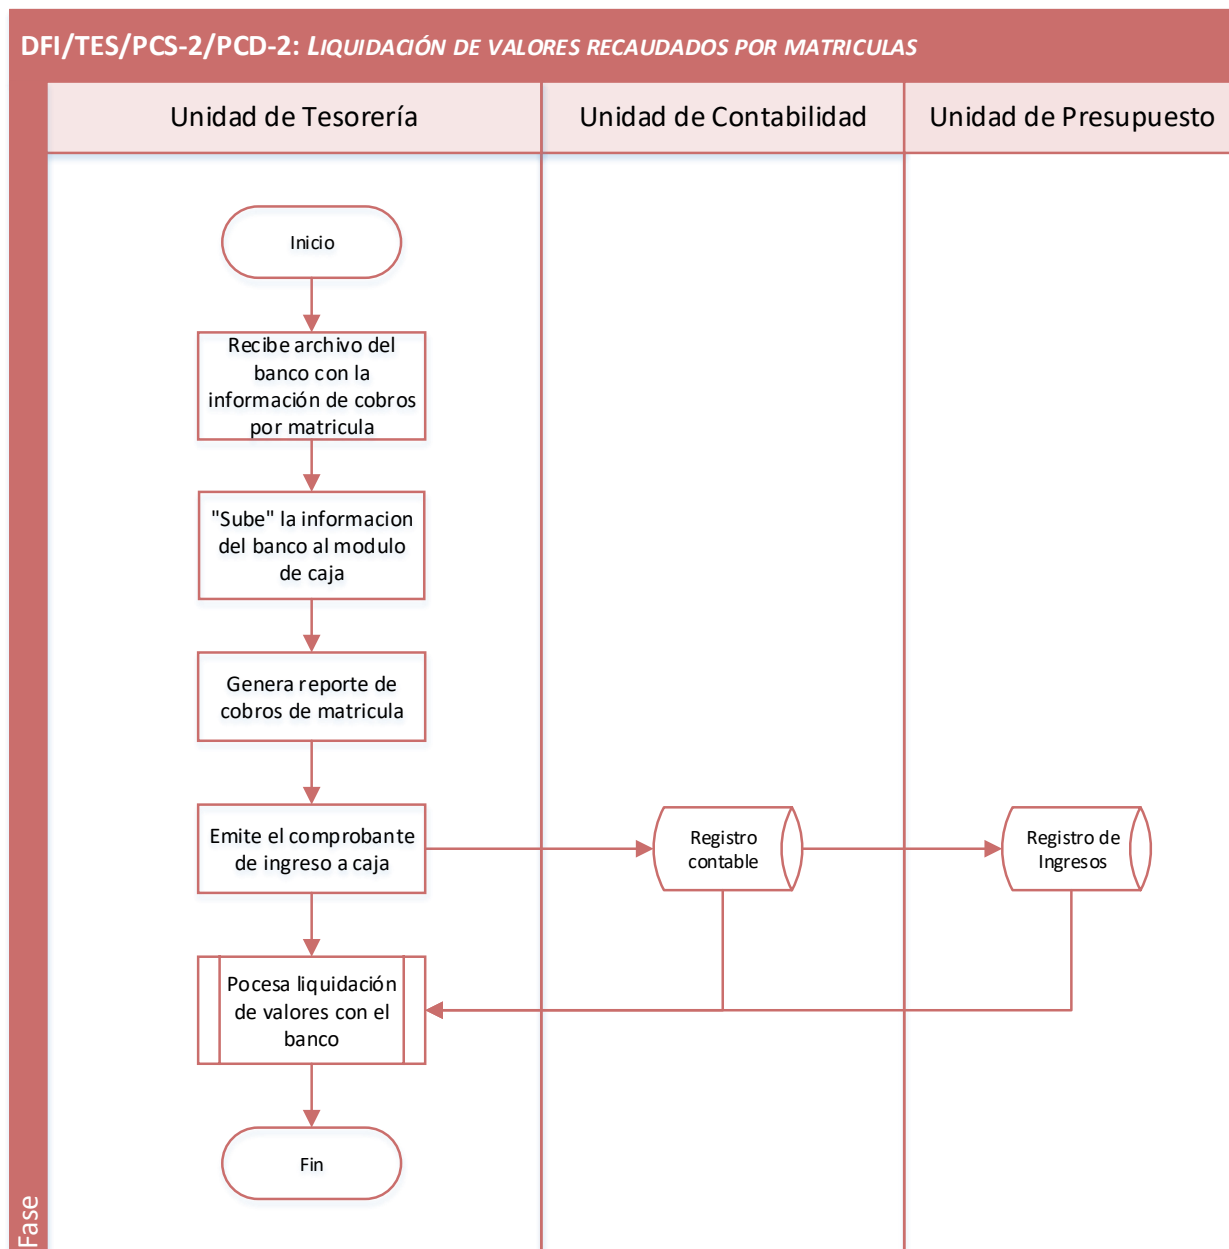 DFI/TES/PCS-2/PCD-2: LIQUIDACIÓN DE VALORES RECAUDADOS POR MATRICULAS
Unidad de Tesorería
Unidad de Contabilidad
Unidad de Presupuesto
Inicio
Recibe archivo del
banco con la
información de cobros
por matricula
"Sube" la informacion
del banco al modulo
de caja
Genera reporte de
cobros de matricula
Emite el comprobante
de ingreso a caja
Registro
contable
Registro de
Ingresos
Pocesa liquidación
de valores con el
banco
Fin
Fase